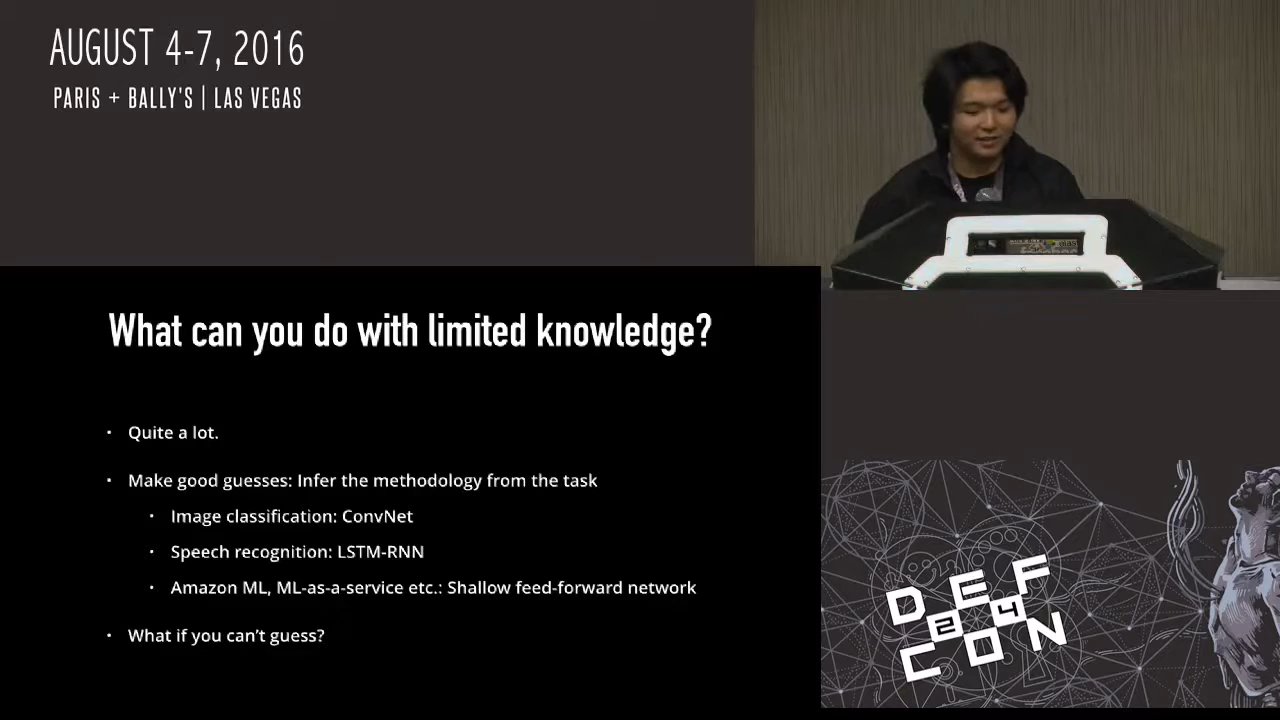 AUGUST 4-7, 2016
PARIS + BALLY'S | LAS VEGAS
What can you do with limited knowledge?
• Quite a lot.
• Make good guesses: Infer the methodology from the task
• Image classification: ConvNet
• Speech recognition: LSTM-RNN
• Amazon ML, ML-as-a-service etc.: Shallow feed-forward network
• What if you can't guess?
DEF
24
CON